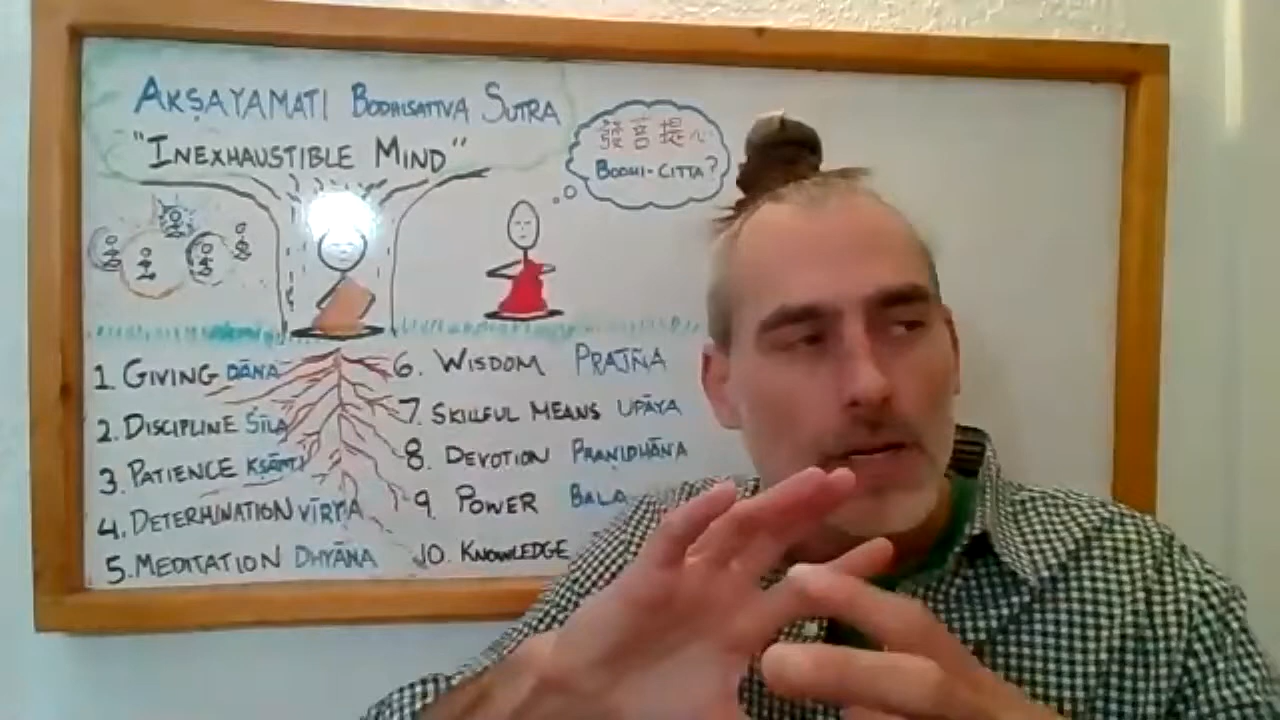 AKṢAYAMATI BODHISATTVA SUTRA
"INEXHAUSTIBLE MIND"
發菩提心
BODHI-CITTA?
1 GIVING DĀNA
2. DISCIPLINE ŚĪLA
3. PATIENCE KṢĀNTI
4. DETERMINATION VĪRYA
5. MEDITATION DHYĀNA
6. WISDOM PRAJÑA
7. SKILLFUL MEANS UPĀYA
8. DEVOTION PRAṆIDHĀNA
9 POWER BALA
10. KNOWLEDGE